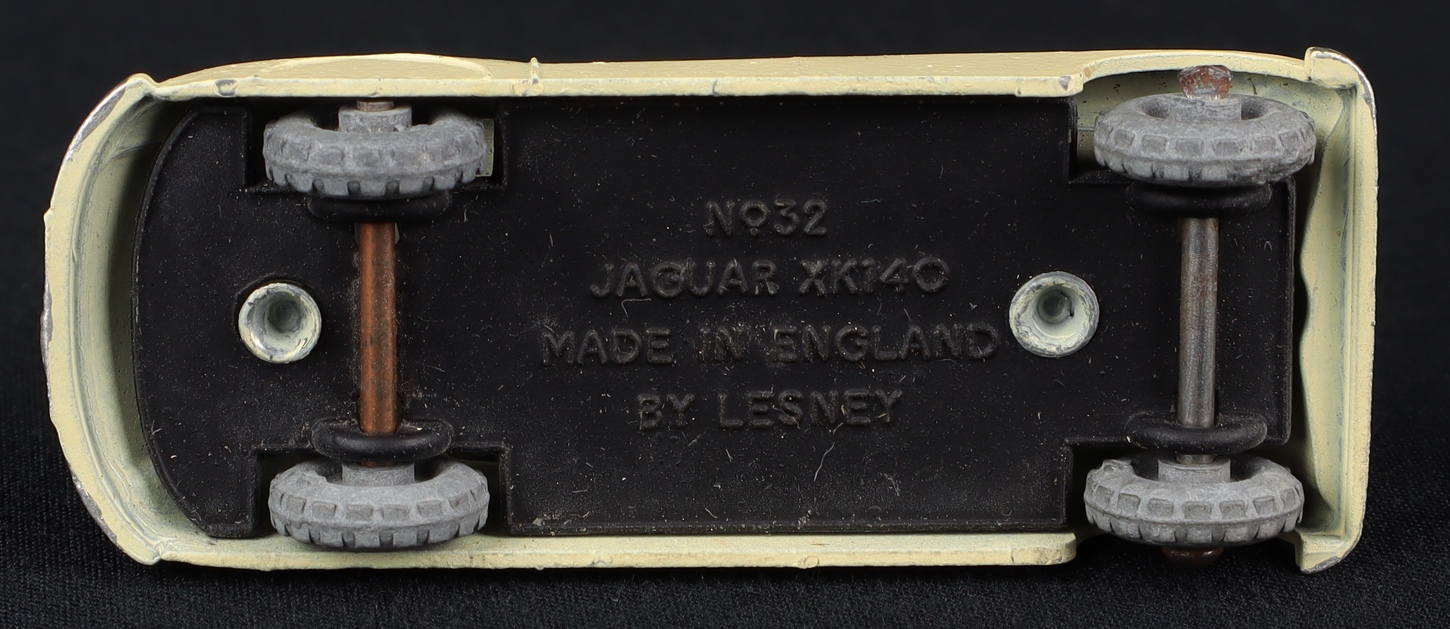 Nº32
JAGUAR XK140
MADE IN ENGLAND
BY LESNEY